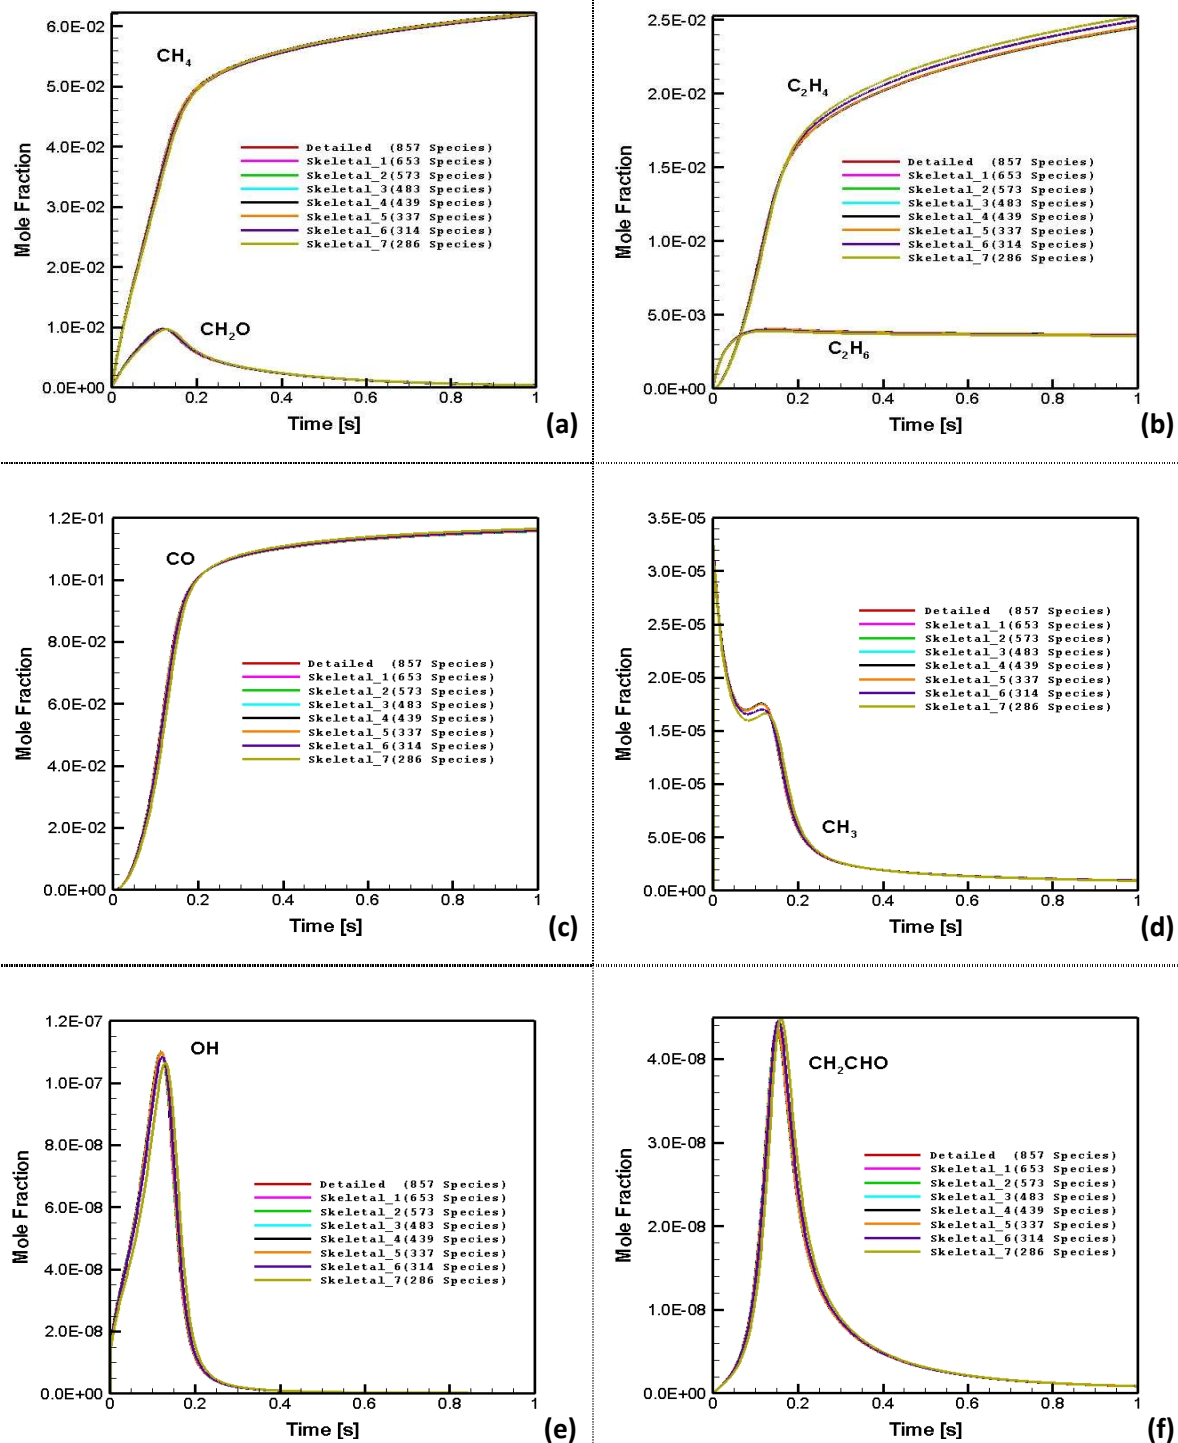 6.0E-02
CH4
5.0E-02
4.0E-02
3.0E-02
2.0E-02
1.0E-02
0.0E+00
Mole Fraction
Detailed (857 Species)
Skeletal_1(653 Species)
Skeletal_2(573 Species)
Skeletal_3(483 Species)
Skeletal_4(439 Species)
Skeletal_5(337 Species)
Skeletal_6(314 Species)
Skeletal_7(286 Species)
CH2O
0 0.2 0.4 0.6 0.8 1
Time [s]
(a)
2.5E-02
2.0E-02
1.5E-02
1.0E-02
5.0E-03
0.0E+00
Mole Fraction
C2H4
Detailed (857 Species)
Skeletal_1(653 Species)
Skeletal_2(573 Species)
Skeletal_3(483 Species)
Skeletal_4(439 Species)
Skeletal_5(337 Species)
Skeletal_6(314 Species)
Skeletal_7(286 Species)
C2H6
0 0.2 0.4 0.6 0.8 1
Time [s]
(b)
1.2E-01
1.0E-01
8.0E-02
6.0E-02
4.0E-02
2.0E-02
0.0E+00
Mole Fraction
CO
Detailed (857 Species)
Skeletal_1(653 Species)
Skeletal_2(573 Species)
Skeletal_3(483 Species)
Skeletal_4(439 Species)
Skeletal_5(337 Species)
Skeletal_6(314 Species)
Skeletal_7(286 Species)
0 0.2 0.4 0.6 0.8 1
Time [s]
(c)
3.5E-05
3.0E-05
2.5E-05
2.0E-05
1.5E-05
1.0E-05
5.0E-06
0.0E+00
Mole Fraction
Detailed (857 Species)
Skeletal_1(653 Species)
Skeletal_2(573 Species)
Skeletal_3(483 Species)
Skeletal_4(439 Species)
Skeletal_5(337 Species)
Skeletal_6(314 Species)
Skeletal_7(286 Species)
CH3
0 0.2 0.4 0.6 0.8 1
Time [s]
(d)
1.2E-07
1.0E-07
8.0E-08
6.0E-08
4.0E-08
2.0E-08
0.0E+00
Mole Fraction
OH
Detailed (857 Species)
Skeletal_1(653 Species)
Skeletal_2(573 Species)
Skeletal_3(483 Species)
Skeletal_4(439 Species)
Skeletal_5(337 Species)
Skeletal_6(314 Species)
Skeletal_7(286 Species)
0 0.2 0.4 0.6 0.8 1
Time [s]
(e)
4.0E-08
3.0E-08
2.0E-08
1.0E-08
0.0E+00
Mole Fraction
CH2CHO
Detailed (857 Species)
Skeletal_1(653 Species)
Skeletal_2(573 Species)
Skeletal_3(483 Species)
Skeletal_4(439 Species)
Skeletal_5(337 Species)
Skeletal_6(314 Species)
Skeletal_7(286 Species)
0 0.2 0.4 0.6 0.8 1
Time [s]
(f)